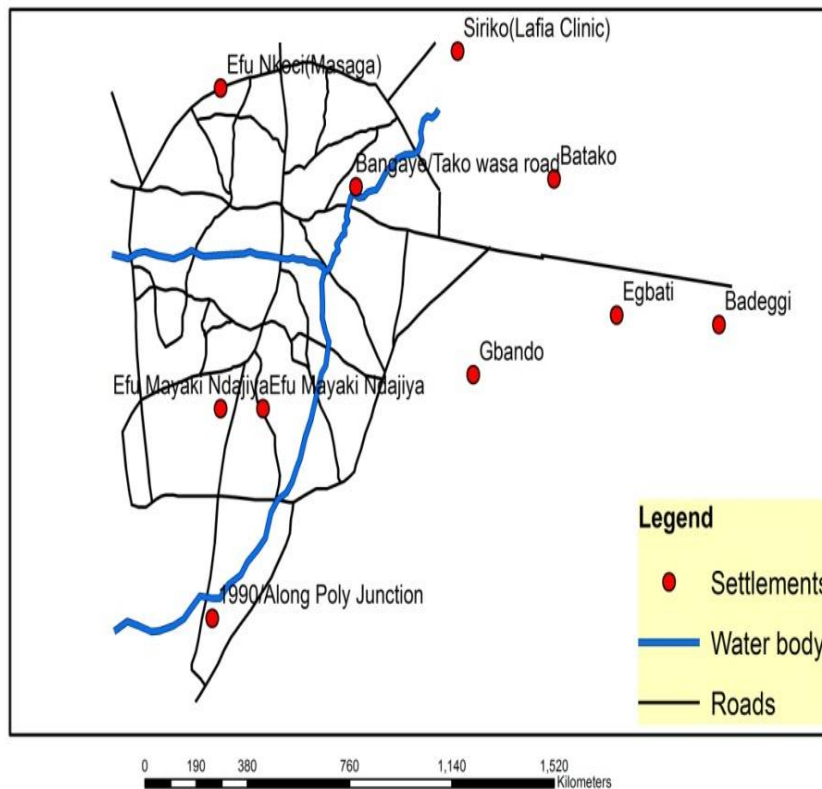 Siriko(Lafia Clinic)
Efu Nkoci(Masaga)
Bangaye/Tako wasa road
Batako
Egbati
Badeggi
Gbando
Efu Mayaki Ndajiya
Efu Mayaki Ndajiya
1990/Along Poly Junction
Legend
Settlements
Water body
Roads
0 190 380 760 1,140 1,520
Kilometers